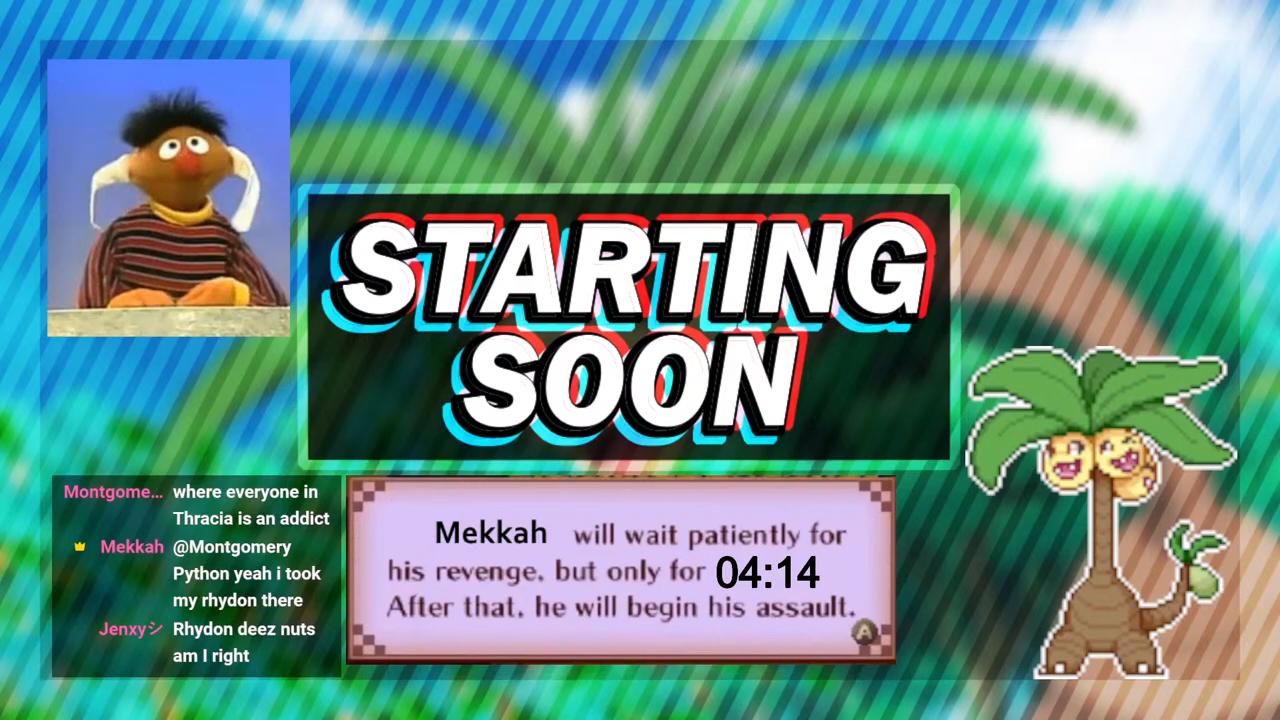 STARTING
SOON
Montgome... where everyone in
Thracia is an addict
Mekkah @Montgomery
Python yeah i took
my rhydon there
Jenxyシ Rhydon deez nuts
am I right
Mekkah will wait patiently for
his revenge, but only for 04:14
After that, he will begin his assault.
A